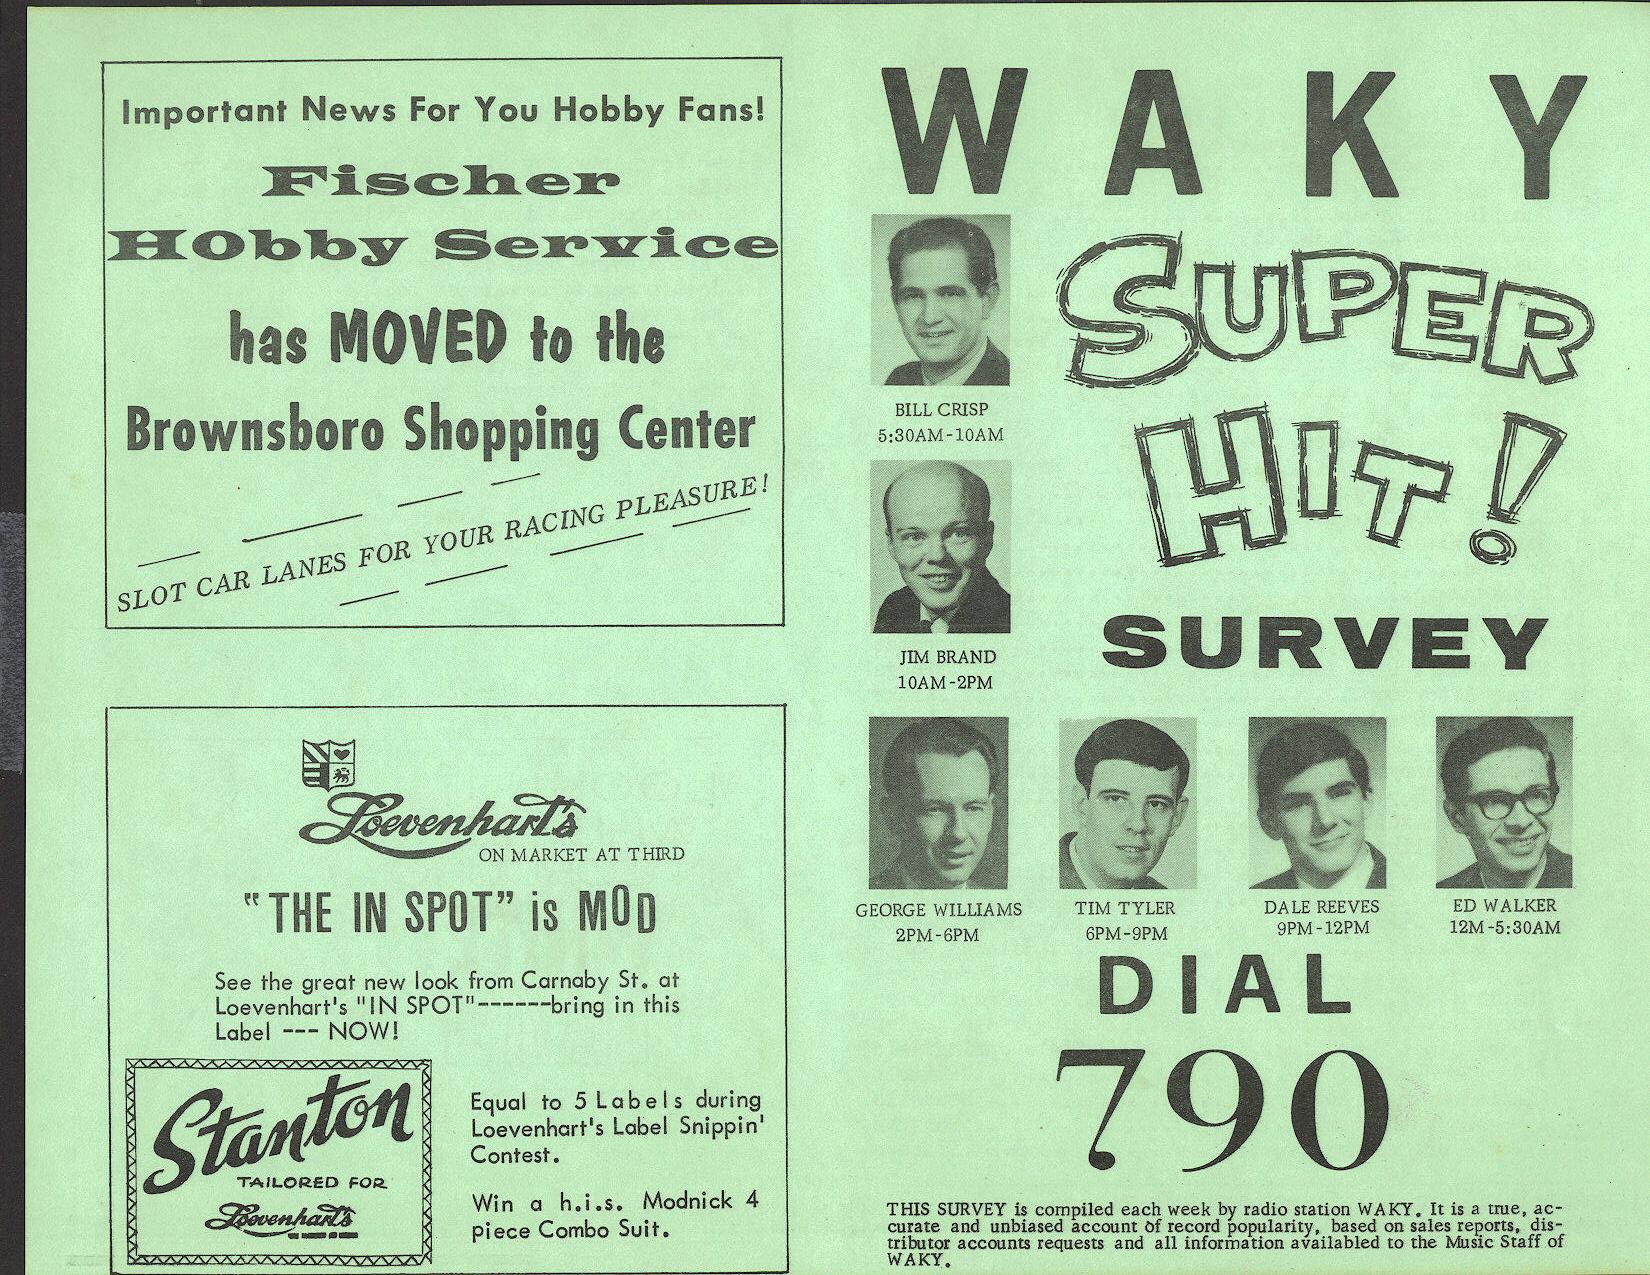 Important News For You Hobby Fans!
Fischer
HObby Service
has MOVED to the
Brownsboro Shopping Center
SLOT CAR LANES FOR YOUR RACING PLEASURE!
Loevenhart's
ON MARKET AT THIRD
"THE IN SPOT" is MOD
See the great new look from Carnaby St. at
Loevenhart's "IN SPOT"------bring in this
Label --- NOW!
Stanton
TAILORED FOR
Loevenhart's
Equal to 5 Labels during
Loevenhart's Label Snippin'
Contest.
Win a h.i.s. Modnick 4
piece Combo Suit.
WAKY
SUPER
HIT!
SURVEY
BILL CRISP
5:30AM-10AM
JIM BRAND
10AM-2PM
GEORGE WILLIAMS
2PM-6PM
TIM TYLER
6PM-9PM
DALE REEVES
9PM-12PM
ED WALKER
12M-5:30AM
DIAL
790
THIS SURVEY is compiled each week by radio station WAKY. It is a true, ac-
curate and unbiased account of record popularity, based on sales reports, dis-
tributor accounts requests and all information availabled to the Music Staff of
WAKY.